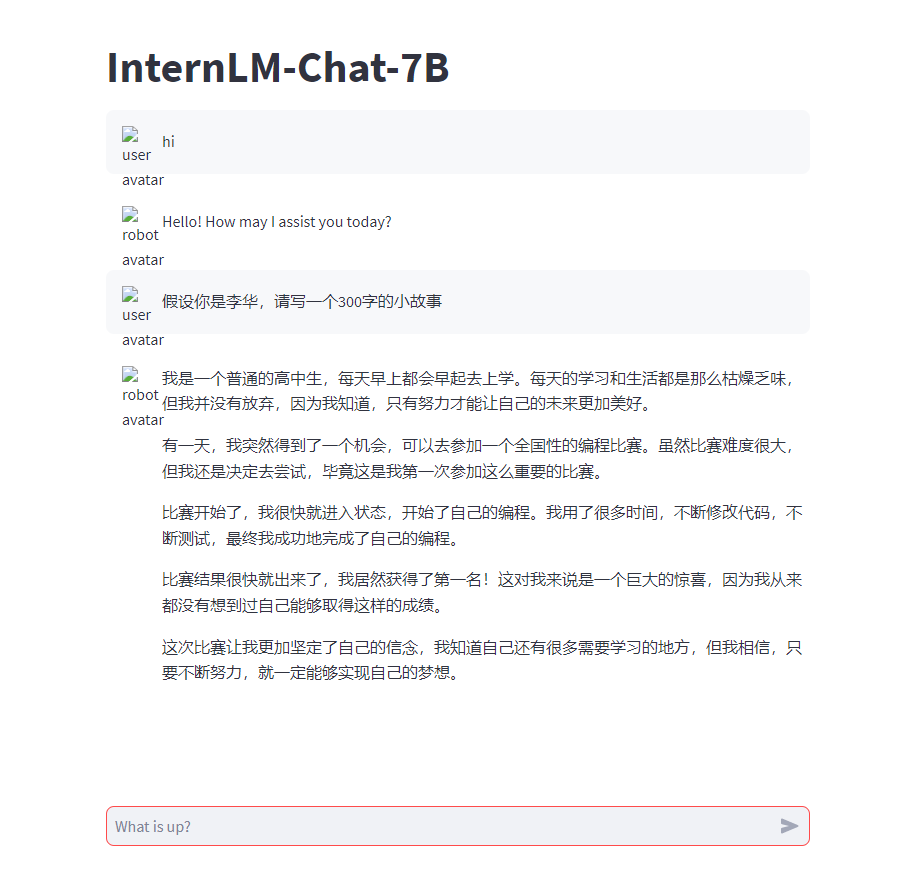 InternLM-Chat-7B
user
avatar
hi
robot
avatar
Hello! How may I assist you today?
user
avatar
假设你是李华，请写一个300字的小故事
robot
avatar
我是一个普通的高中生，每天早上都会早起去上学。每天的学习和生活都是那么枯燥乏味，
但我并没有放弃，因为我知道，只有努力才能让自己的未来更加美好。
有一天，我突然得到了一个机会，可以去参加一个全国性的编程比赛。虽然比赛难度很大，
但我还是决定去尝试，毕竟这是我第一次参加这么重要的比赛。
比赛开始了，我很快就进入状态，开始了自己的编程。我用了很多时间，不断修改代码，不
断测试，最终我成功地完成了自己的编程。
比赛结果很快就出来了，我居然获得了第一名！这对我来说是一个巨大的惊喜，因为我从来
都没有想到过自己能够取得这样的成绩。
这次比赛让我更加坚定了自己的信念，我知道自己还有很多需要学习的地方，但我相信，只
要不断努力，就一定能够实现自己的梦想。
What is up?